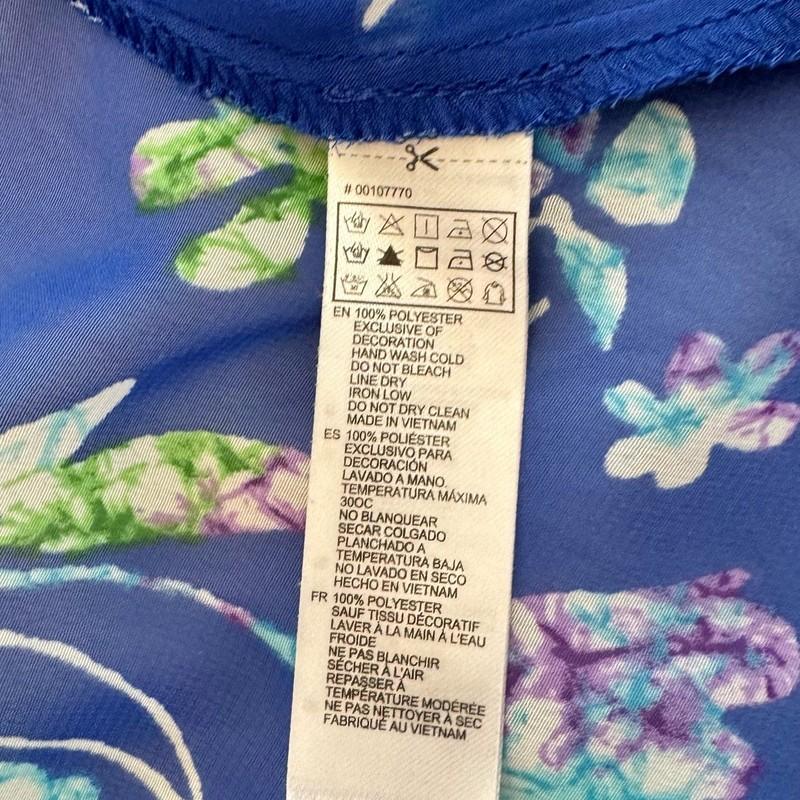 # 00107770
EN 100% POLYESTER
EXCLUSIVE OF
DECORATION
HAND WASH COLD
DO NOT BLEACH
LINE DRY
IRON LOW
DO NOT DRY CLEAN
MADE IN VIETNAM
ES 100% POLIÉSTER
EXCLUSIVO PARA
DECORACIÓN
LAVADO A MANO.
TEMPERATURA MÁXIMA
30OC
NO BLANQUEAR
SECAR COLGADO
PLANCHADO A
TEMPERATURA BAJA
NO LAVADO EN SECO
HECHO EN VIETNAM
FR 100% POLYESTER
SAUF TISSU DÉCORATIF
LAVER À LA MAIN À L'EAU
FROIDE
NE PAS BLANCHIR
SÉCHER À L'AIR
REPASSER À
TEMPÉRATURE MODÉRÉE
NE PAS NETTOYER À SEC
FABRIQUÉ AU VIETNAM